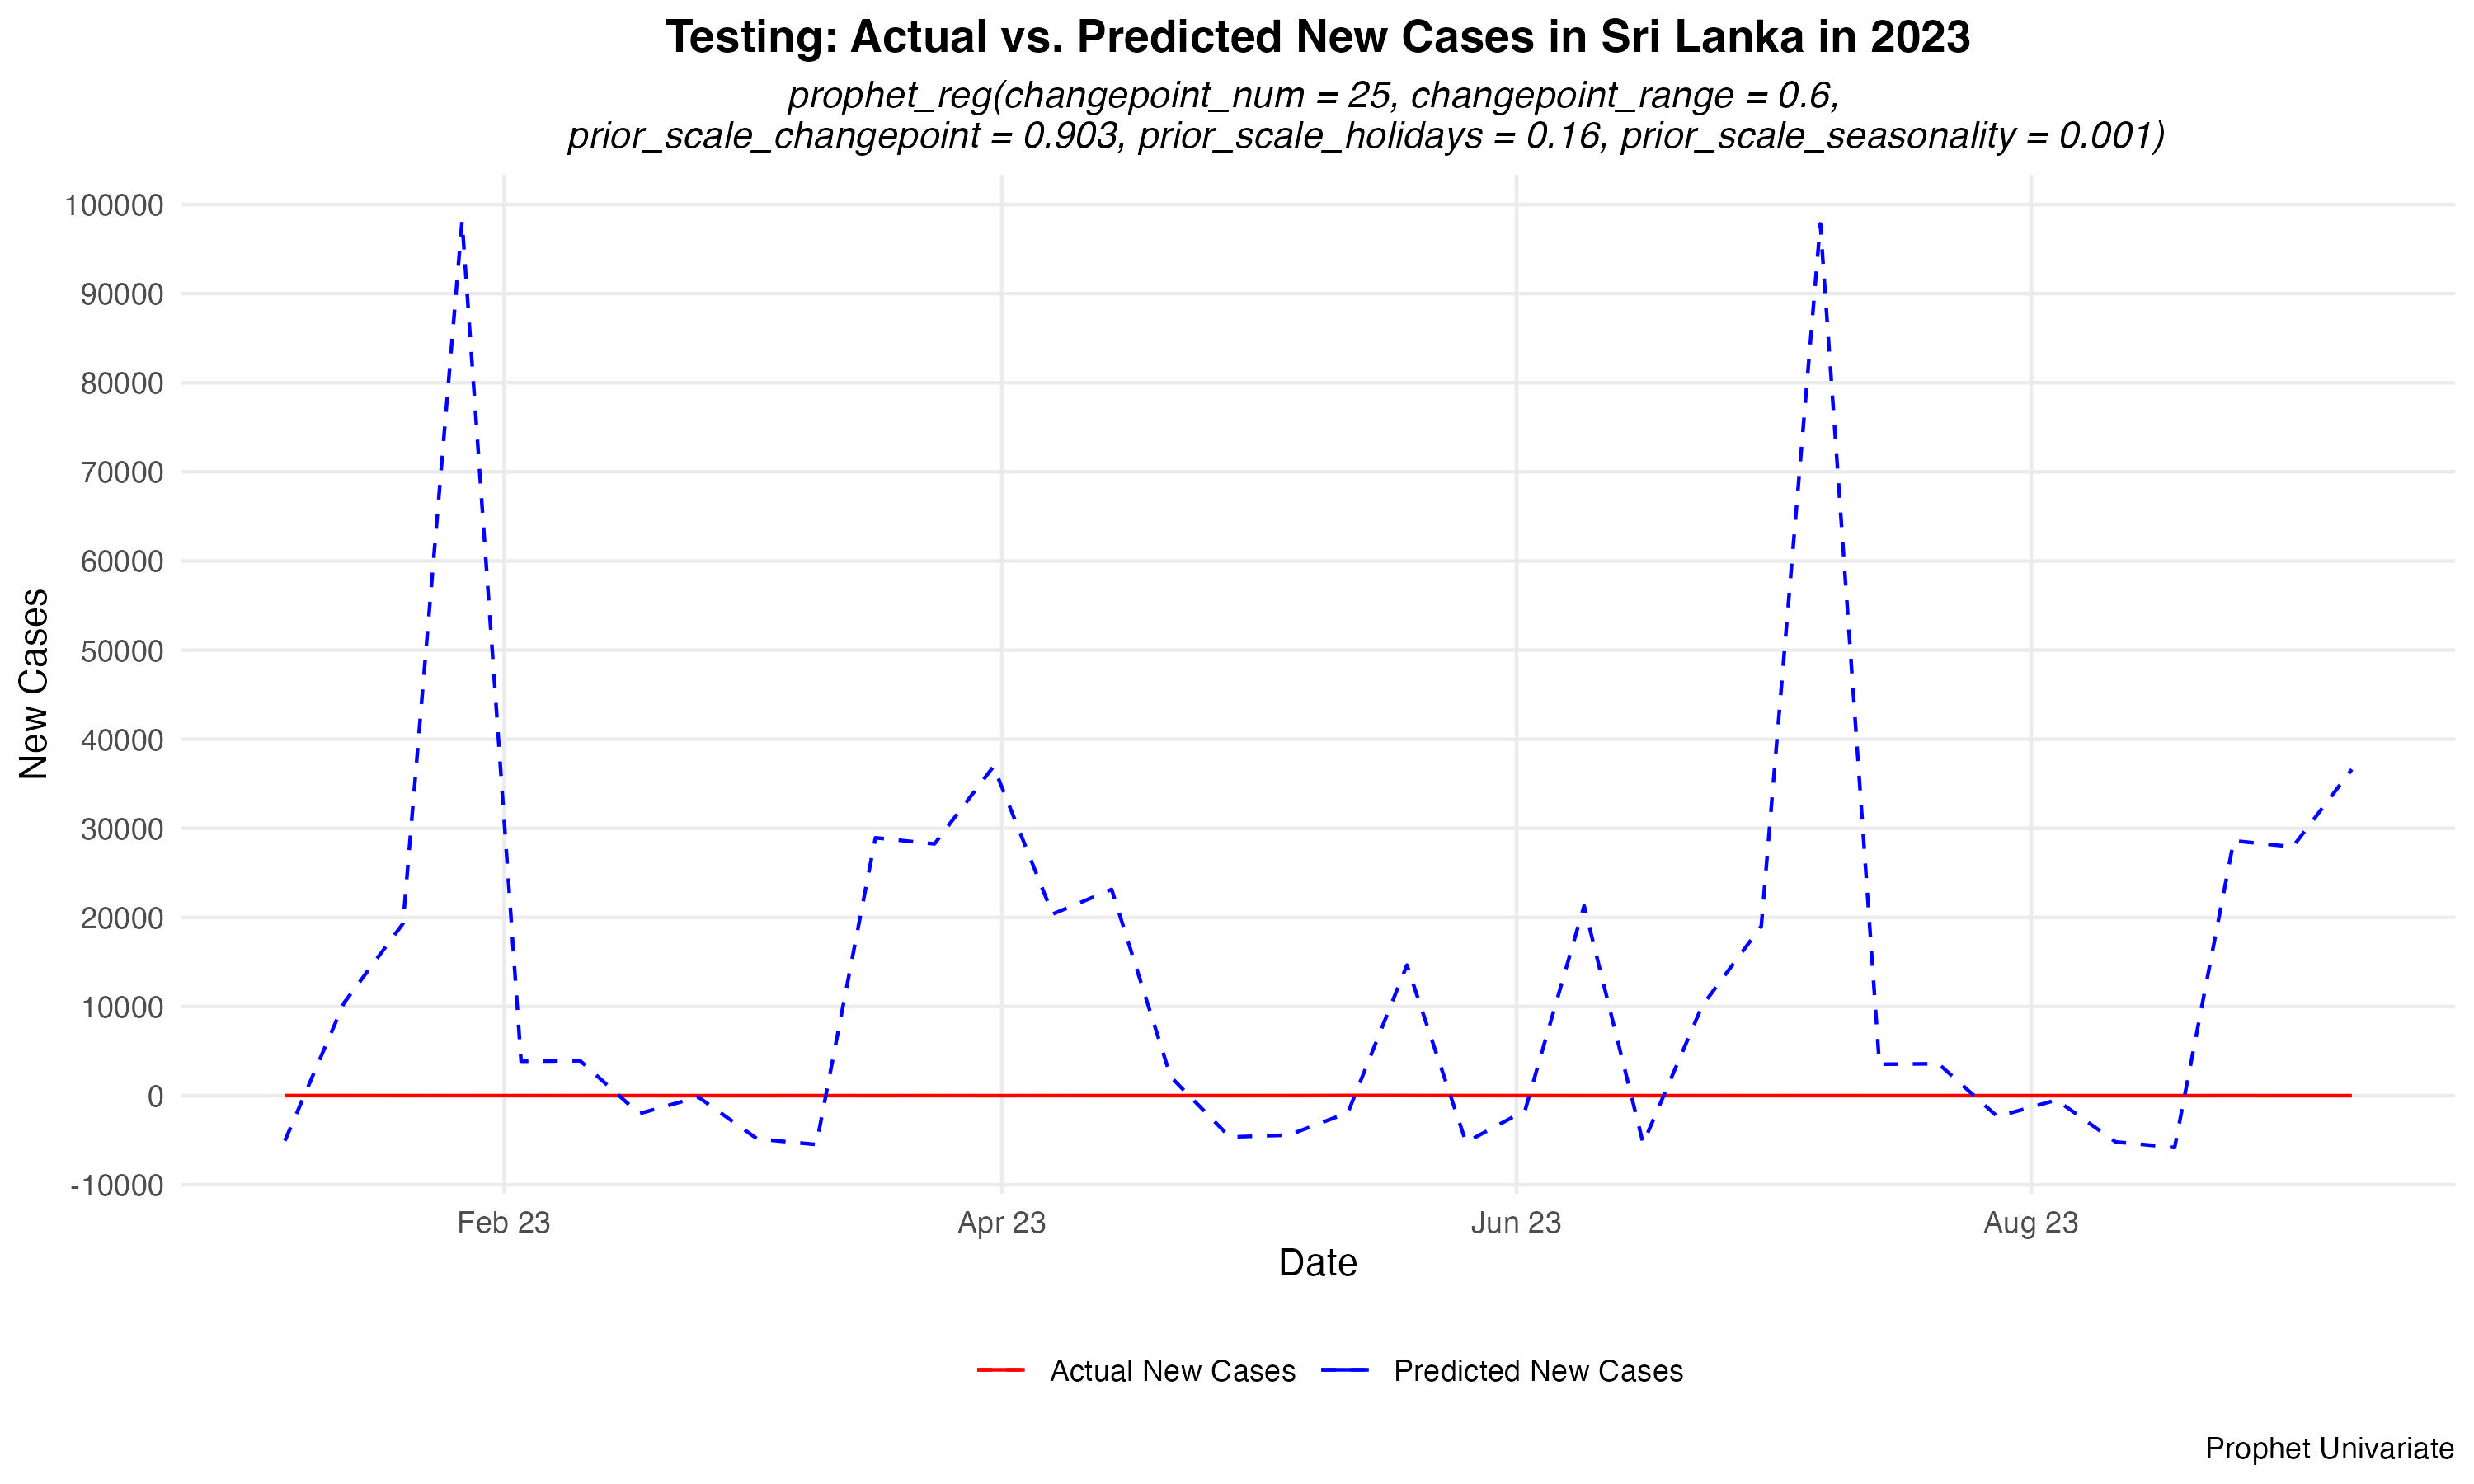 Testing: Actual vs. Predicted New Cases in Sri Lanka in 2023
prophet_reg(changepoint_num = 25, changepoint_range = 0.6,
prior_scale_changepoint = 0.903, prior_scale_holidays = 0.16, prior_scale_seasonality = 0.001)
New Cases
100000
90000
80000
70000
60000
50000
40000
30000
20000
10000
0
-10000
Feb 23 Apr 23 Jun 23 Aug 23
Date
Actual New Cases Predicted New Cases
Prophet Univariate